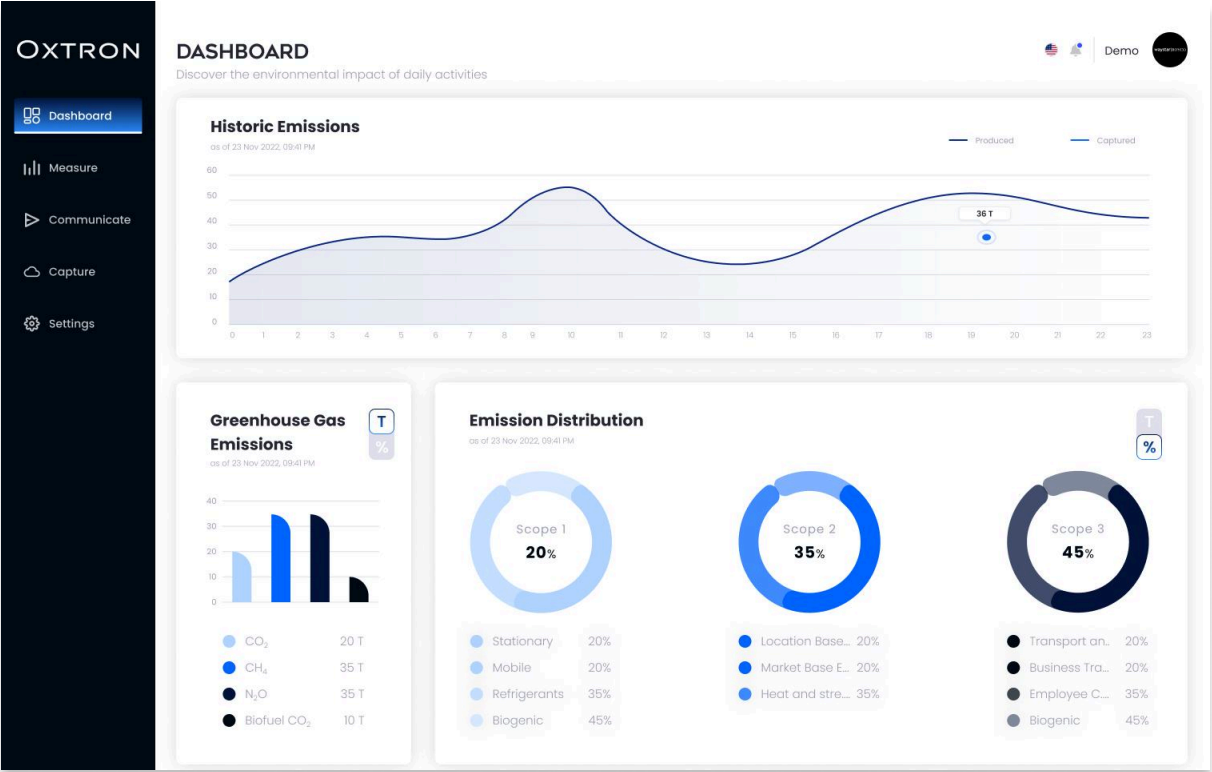 OXTRON
Dashboard
Measure
Communicate
Capture
Settings
DASHBOARD
Discover the environmental impact of daily activities
Demo
Historic Emissions
as of 23 Nov 2022, 09:41 PM
Produced
Captured
60
50
40
30
20
10
0
36 T
0 1 2 3 4 5 6 7 8 9 10 11 12 13 14 15 16 17 18 19 20 21 22 23
Greenhouse Gas
Emissions
as of 23 Nov 2022, 09:41 PM
T
%
40
30
20
10
0
CO₂ 20 T
CH₄ 35 T
N₂O 35 T
Biofuel CO₂ 10 T
Emission Distribution
as of 23 Nov 2022, 09:41 PM
T
%
Scope 1
20%
Stationary 20%
Mobile 20%
Refrigerants 35%
Biogenic 45%
Scope 2
35%
Location Base... 20%
Market Base E... 20%
Heat and stre... 35%
Scope 3
45%
Transport an.. 20%
Business Tra... 20%
Employee C.... 35%
Biogenic 45%